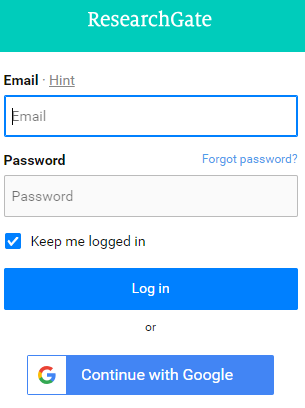 ResearchGate
Email · Hint
Email
Password Forgot password?
Password
Keep me logged in
Log in
or
Continue with Google